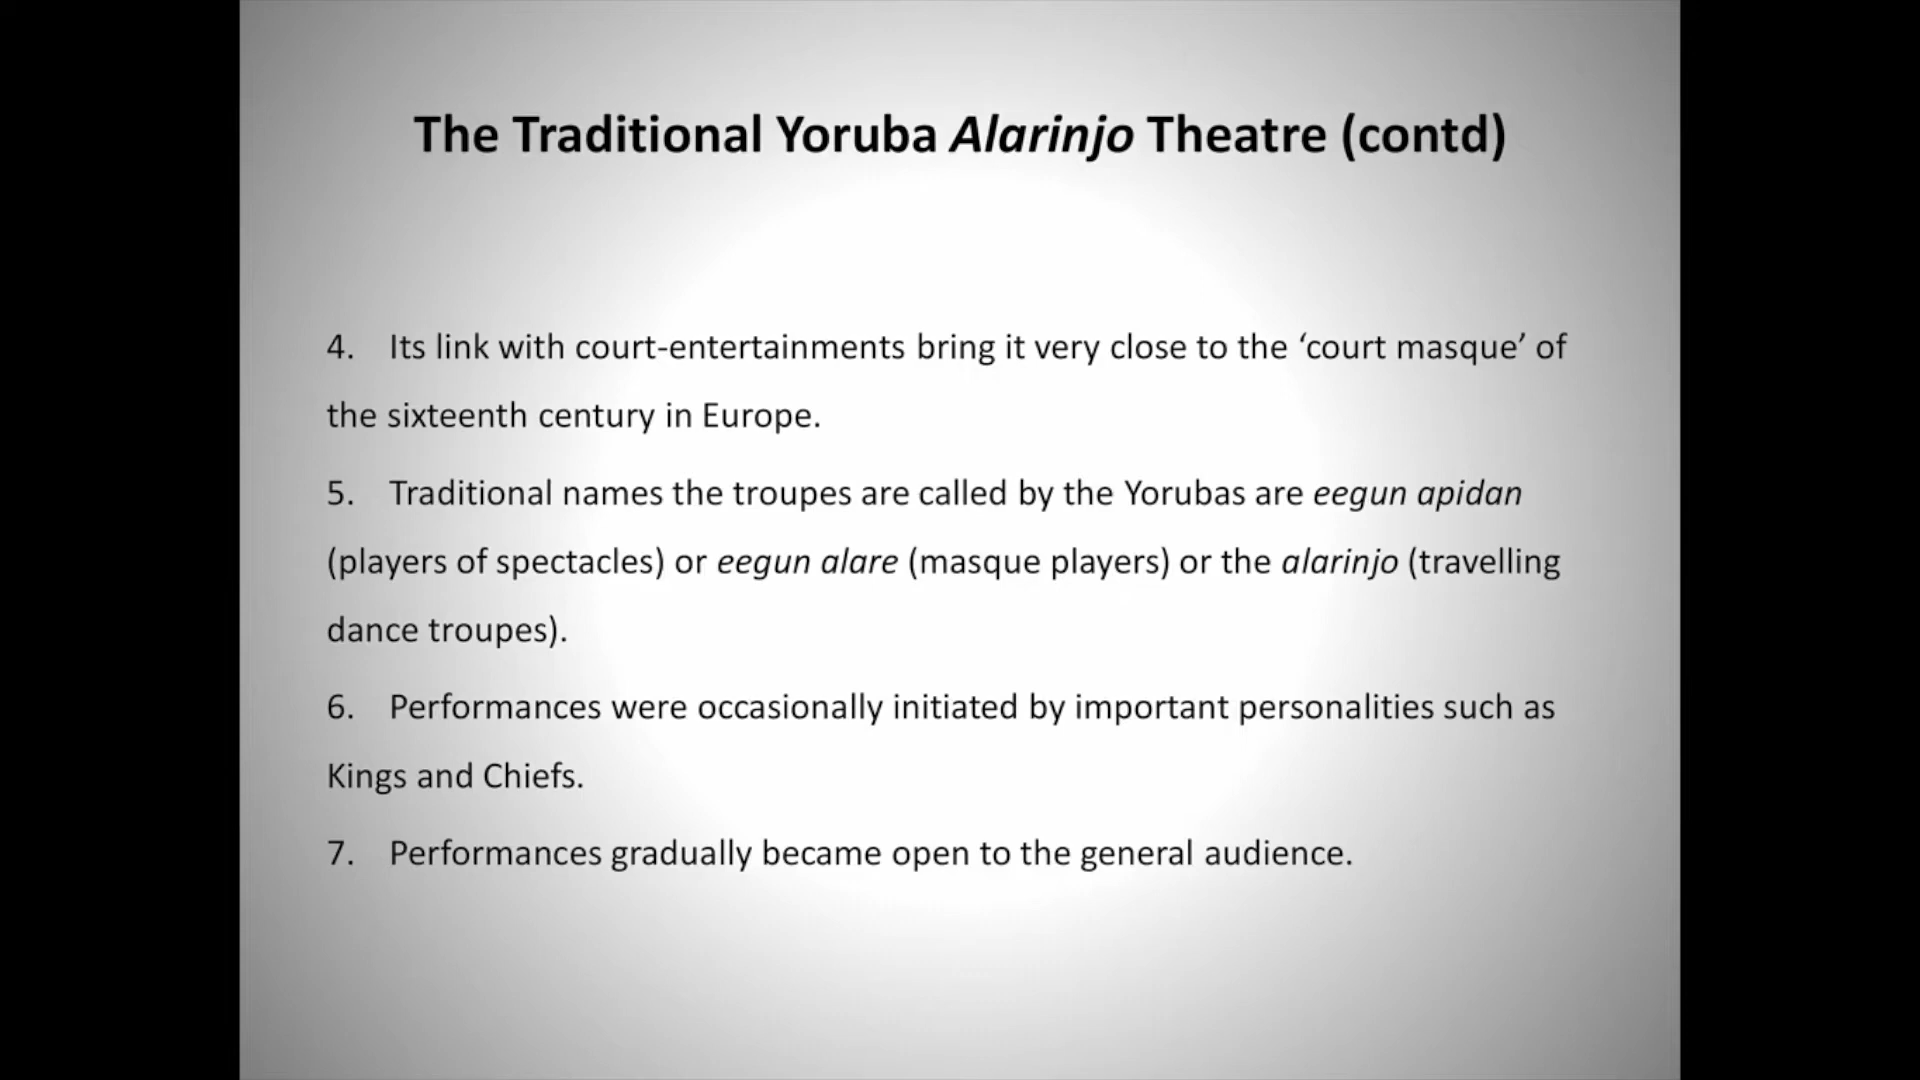 The Traditional Yoruba Alarinjo Theatre (contd)
4. Its link with court-entertainments bring it very close to the ‘court masque’ of
the sixteenth century in Europe.
5. Traditional names the troupes are called by the Yorubas are eegun apidan
(players of spectacles) or eegun alare (masque players) or the alarinjo (travelling
dance troupes).
6. Performances were occasionally initiated by important personalities such as
Kings and Chiefs.
7. Performances gradually became open to the general audience.